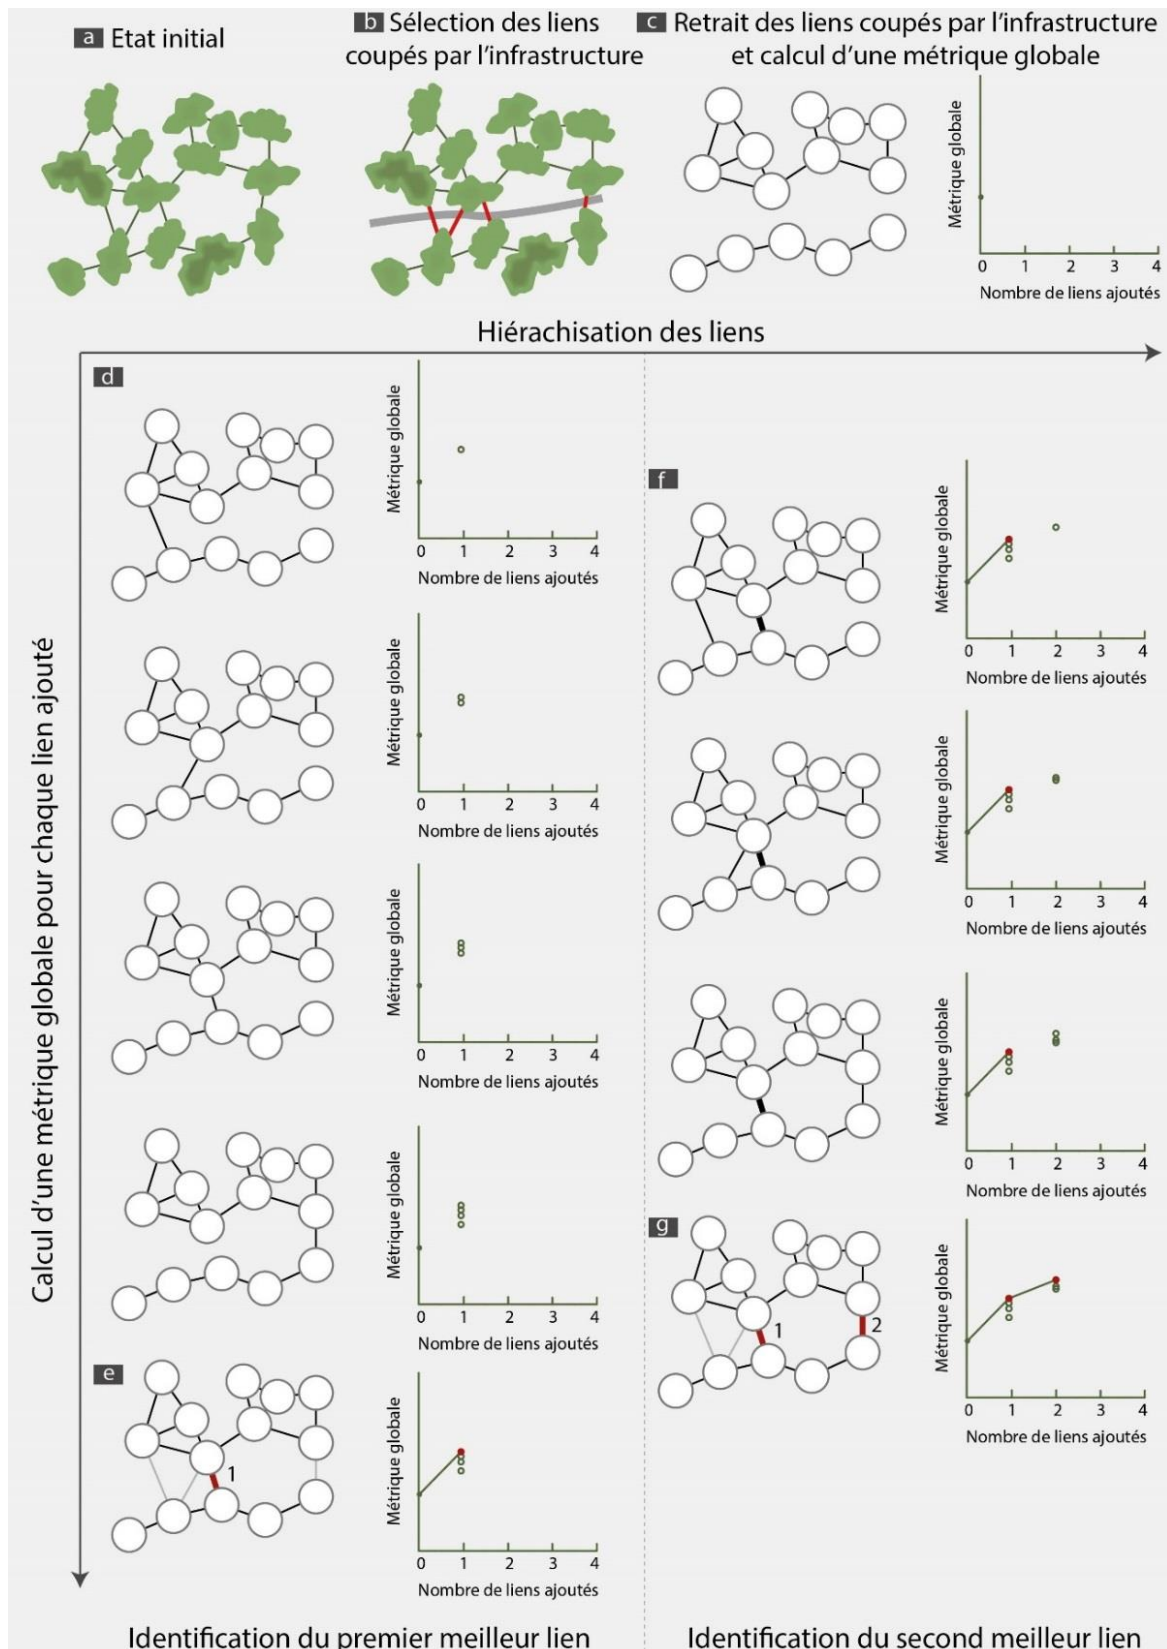 a Etat initial
b Sélection des liens
coupés par l'infrastructure
c Retrait des liens coupés par l'infrastructure
et calcul d'une métrique globale
Métrique globale
0 1 2 3 4
Nombre de liens ajoutés
Hiérachisation des liens
Calcul d'une métrique globale pour chaque lien ajouté
d
Métrique globale
0 1 2 3 4
Nombre de liens ajoutés
Métrique globale
0 1 2 3 4
Nombre de liens ajoutés
Métrique globale
0 1 2 3 4
Nombre de liens ajoutés
Métrique globale
0 1 2 3 4
Nombre de liens ajoutés
e
1
Métrique globale
0 1 2 3 4
Nombre de liens ajoutés
Identification du premier meilleur lien
f
Métrique globale
0 1 2 3 4
Nombre de liens ajoutés
Métrique globale
0 1 2 3 4
Nombre de liens ajoutés
Métrique globale
0 1 2 3 4
Nombre de liens ajoutés
g
1
2
Métrique globale
0 1 2 3 4
Nombre de liens ajoutés
Identification du second meilleur lien